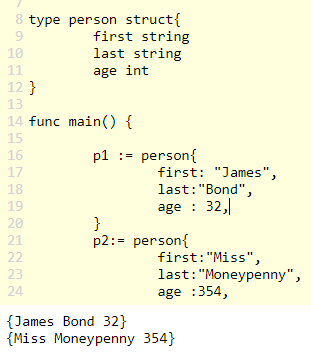 7
8 type person struct{
9 first string
10 last string
11 age int
12 }
13
14 func main() {
15
16 p1 := person{
17 first: "James",
18 last:"Bond",
19 age : 32,
20 }
21 p2:= person{
22 first:"Miss",
23 last:"Moneypenny",
24 age :354,
{James Bond 32}
{Miss Moneypenny 354}